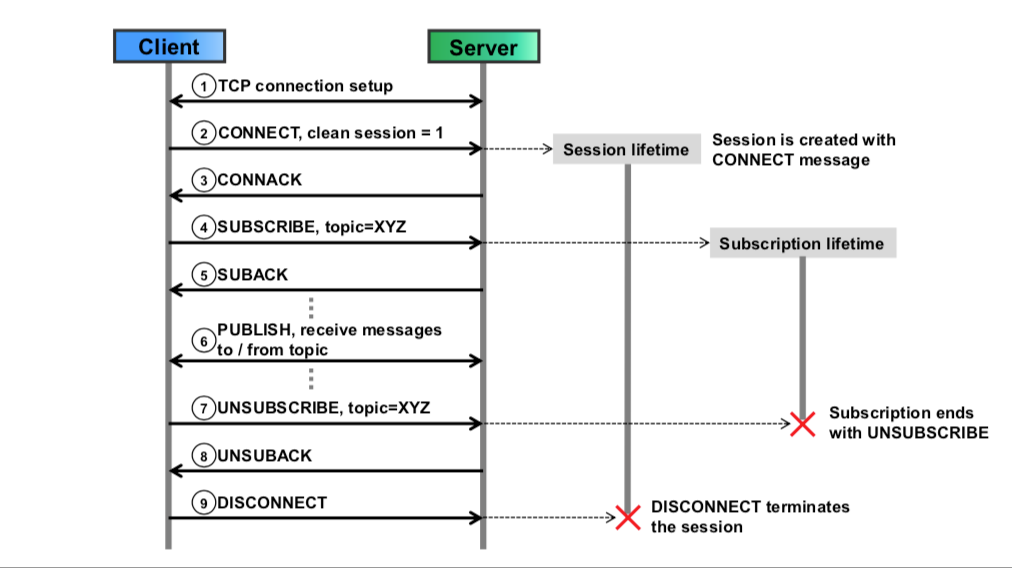 Client
Server
1 TCP connection setup
2 CONNECT, clean session = 1
Session lifetime
Session is created with
CONNECT message
3 CONNACK
4 SUBSCRIBE, topic=XYZ
Subscription lifetime
5 SUBACK
6 PUBLISH, receive messages
to / from topic
7 UNSUBSCRIBE, topic=XYZ
Subscription ends
with UNSUBSCRIBE
8 UNSUBACK
9 DISCONNECT
DISCONNECT terminates
the session